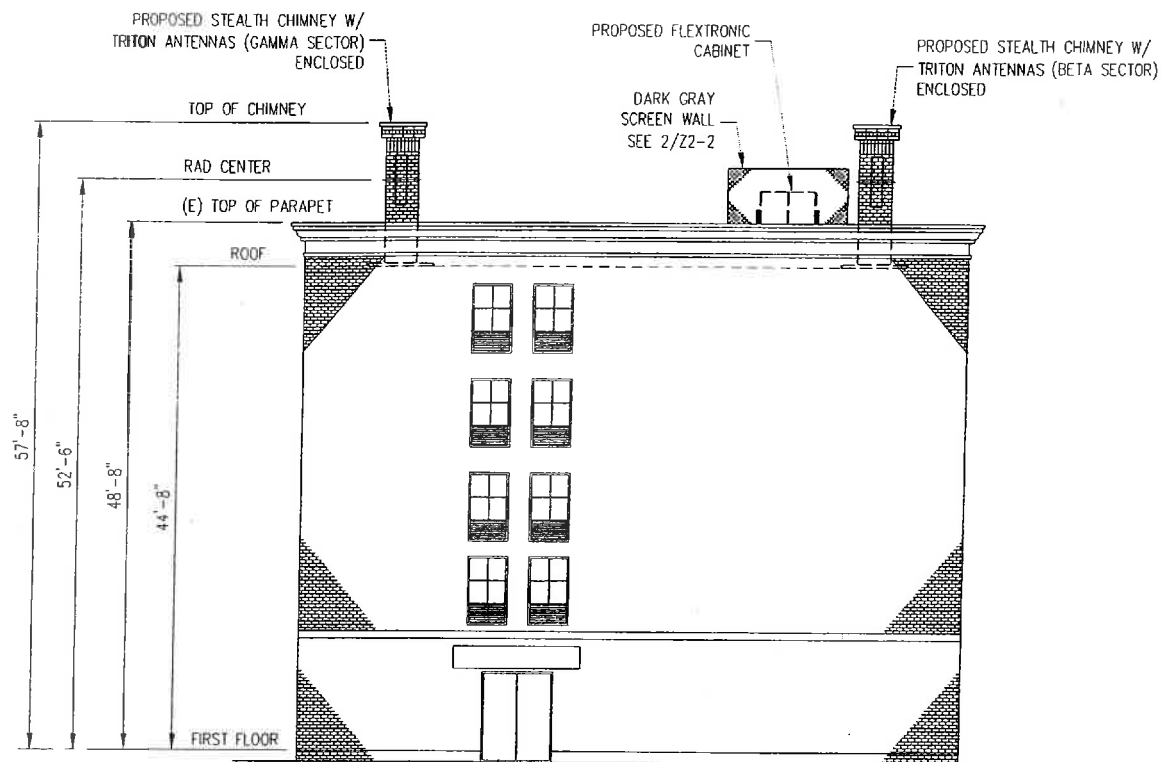 PROPOSED STEALTH CHIMNEY W/
TRITON ANTENNAS (GAMMA SECTOR)
ENCLOSED
PROPOSED FLEXTRONIC
CABINET
PROPOSED STEALTH CHIMNEY W/
TRITON ANTENNAS (BETA SECTOR)
ENCLOSED
DARK GRAY
SCREEN WALL
SEE 2/Z2-2
TOP OF CHIMNEY
RAD CENTER
(E) TOP OF PARAPET
ROOF
57'-8"
52'-6"
48'-8"
44'-8"
FIRST FLOOR